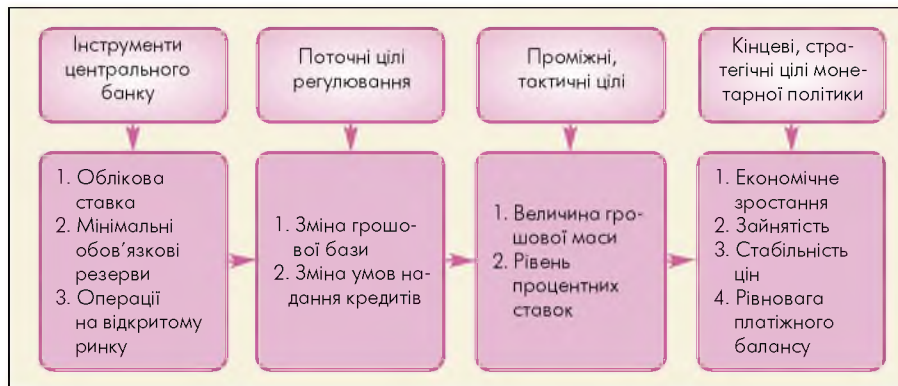 Інструменти
центрального
банку
Поточні цілі
регулювання
Проміжні,
тактичні цілі
Кінцеві, стра-
тегічні цілі моне-
тарної політики
1. Облікова
ставка
2. Мінімальні
обов’язкові
резерви
3. Операції
на відкритому
ринку
1. Зміна грошо-
вої бази
2. Зміна умов на-
дання кредитів
1. Величина гро-
шової маси
2. Рівень
процентних
ставок
1. Економічне
зростання
2. Зайнятість
3. Стабільність
цін
4. Рівновага
платіжного
балансу